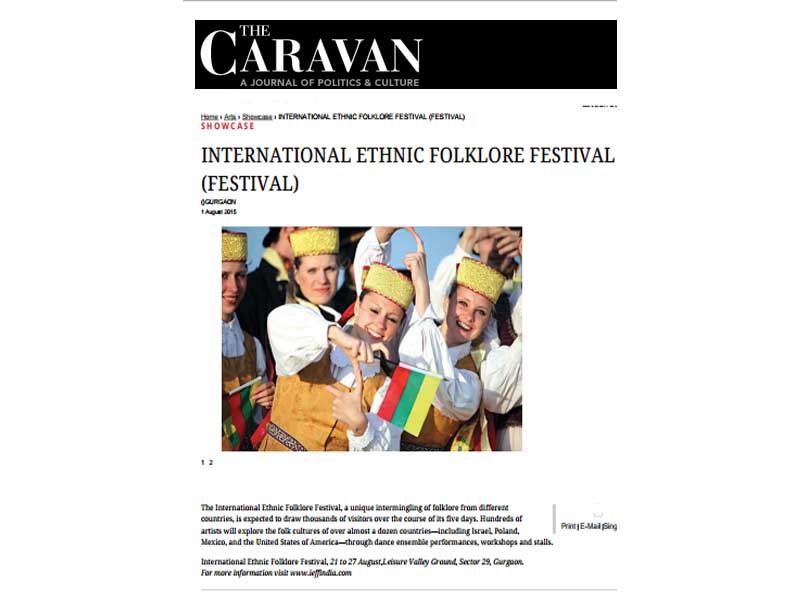 THE
CARAVAN
A JOURNAL OF POLITICS & CULTURE
Home › Arts › Showcase › INTERNATIONAL ETHNIC FOLKLORE FESTIVAL (FESTIVAL)
SHOWCASE
INTERNATIONAL ETHNIC FOLKLORE FESTIVAL
(FESTIVAL)
()GURGAON
1 August 2015
1 2
The International Ethnic Folklore Festival, a unique intermingling of folklore from different
countries, is expected to draw thousands of visitors over the course of its five days. Hundreds of
artists will explore the folk cultures of over almost a dozen countries—including Israel, Poland,
Mexico, and the United States of America—through dance ensemble performances, workshops and stalls.
Print | E-Mail |Sing
International Ethnic Folklore Festival, 21 to 27 August,Leisure Valley Ground, Sector 29, Gurgaon.
For more information visit www.ieffindia.com